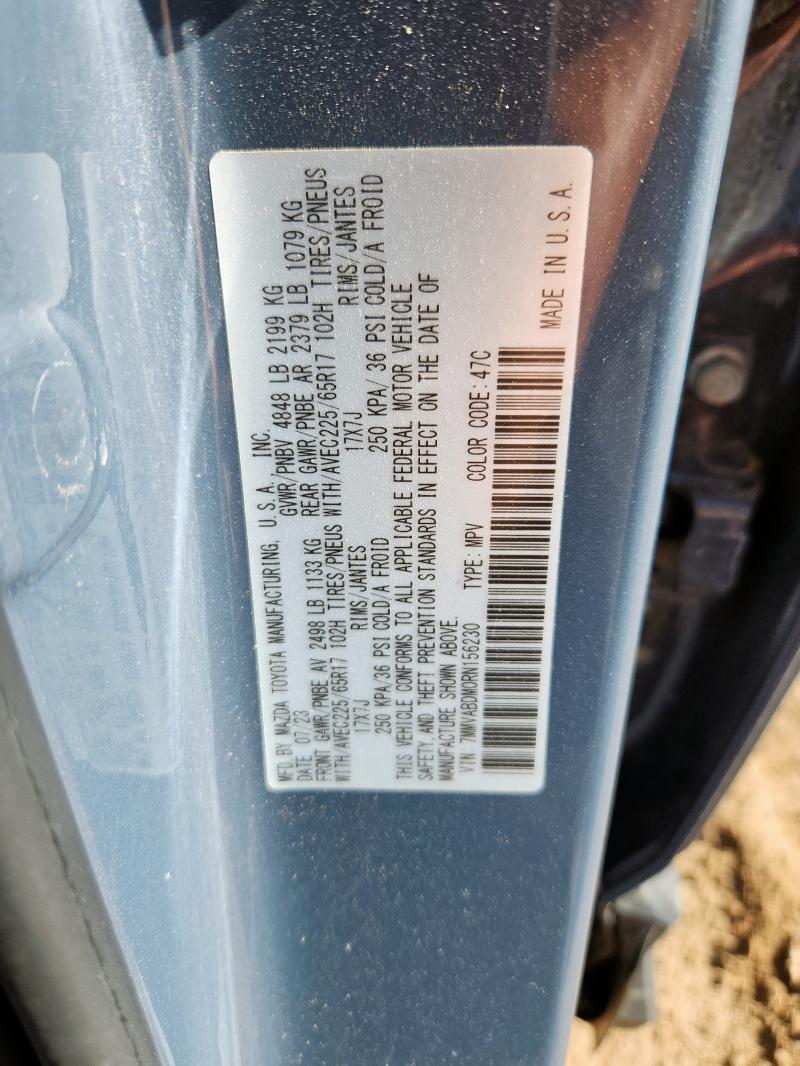 MFD. BY MAZDA TOYOTA MANUFACTURING, U.S.A., INC.
DATE 07/23 GVWR/PNBV 4848 LB 2199 KG
FRONT GAWR/PNBE AV 2498 LB 1133 KG REAR GAWR/PNBE AR 2379 LB 1079 KG
WITH/AVEC225/65R17 102H TIRES/PNEUS WITH/AVEC225/65R17 102H TIRES/PNEUS
17X7J RIMS/JANTES 17X7J RIMS/JANTES
250 KPA/36 PSI COLD/A FROID 250 KPA/ 36 PSI COLD/A FROID
THIS VEHICLE CONFORMS TO ALL APPLICABLE FEDERAL MOTOR VEHICLE
SAFETY AND THEFT PREVENTION STANDARDS IN EFFECT ON THE DATE OF
MANUFACTURE SHOWN ABOVE.
VIN: 7MMVABDW0RN156230 TYPE: MPV COLOR CODE: 47C
MADE IN U.S.A.